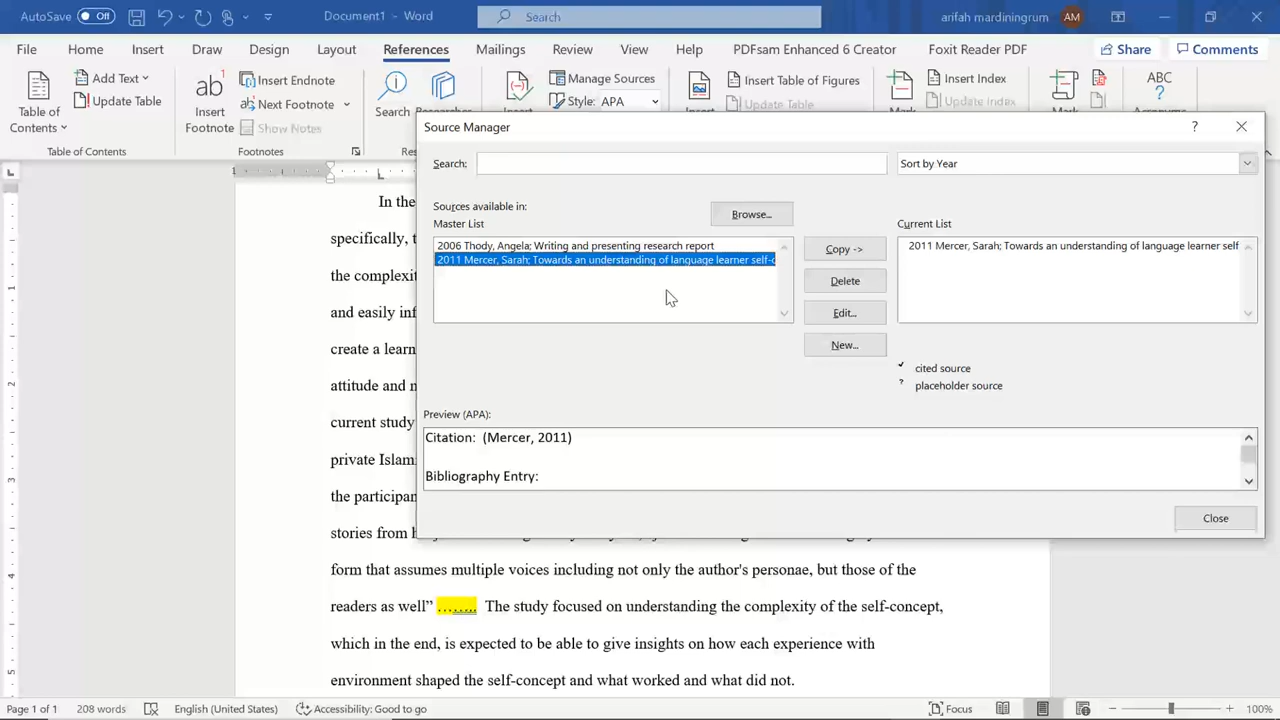 AutoSave Off Document1 - Word Search arifah mardiningrum AM
File Home Insert Draw Design Layout References Mailings Review View Help PDFsam Enhanced 6 Creator Foxit Reader PDF Share Comments
Table of Contents
Add Text
Update Table
Table of Contents
ab
Insert Footnote
Insert Endnote
Next Footnote
Show Notes
Footnotes
Search
Manage Sources
Style: APA
Insert Table of Figures
Update Table
Insert Index
Update Index
ABC
Source Manager
Search:
Sort by Year
Sources available in:
Master List
Browse...
Current List
2006 Thody, Angela; Writing and presenting research report
2011 Mercer, Sarah; Towards an understanding of language learner self-c
Copy ->
Delete
Edit...
New...
2011 Mercer, Sarah; Towards an understanding of language learner self
cited source
placeholder source
Preview (APA):
Citation: (Mercer, 2011)
Bibliography Entry:
Close
In the
specifically, t
the complexit
and easily inf
create a learn
attitude and n
current study
private Islami
the participan
stories from h
form that assumes multiple voices including not only the author's personae, but those of the
readers as well” …….. The study focused on understanding the complexity of the self-concept,
which in the end, is expected to be able to give insights on how each experience with
environment shaped the self-concept and what worked and what did not.
Page 1 of 1 208 words English (United States) Accessibility: Good to go Focus 100%